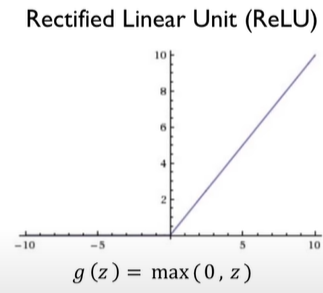 Rectified Linear Unit (ReLU)
10
8
6
4
2
-10 -5 5 10
g(z) = max(0, z)